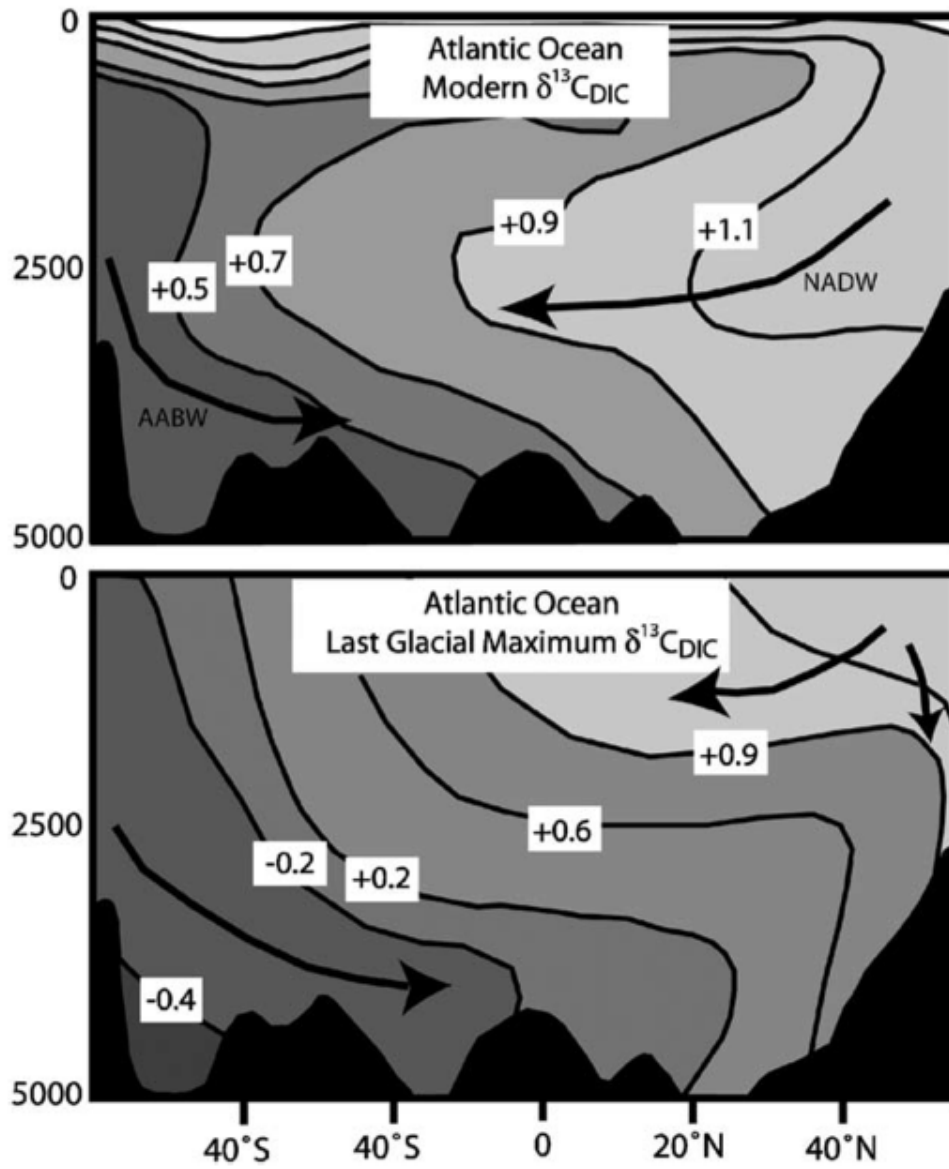 0
Atlantic Ocean
Modern δ¹³C_DIC
+0.9
+1.1
+0.7
2500
+0.5
NADW
AABW
5000
0
Atlantic Ocean
Last Glacial Maximum δ¹³C_DIC
+0.9
2500
+0.6
-0.2
+0.2
-0.4
5000
40°S 40°S 0 20°N 40°N